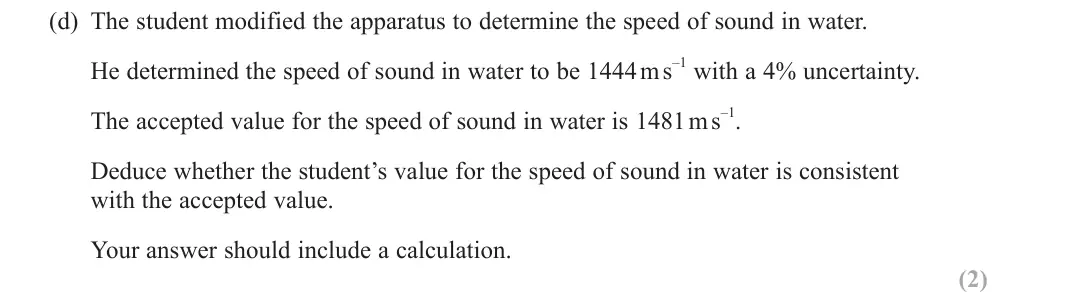 (d) The student modified the apparatus to determine the speed of sound in water.
He determined the speed of sound in water to be 1444 m s⁻¹ with a 4% uncertainty.
The accepted value for the speed of sound in water is 1481 m s⁻¹.
Deduce whether the student’s value for the speed of sound in water is consistent
with the accepted value.
Your answer should include a calculation.
(2)